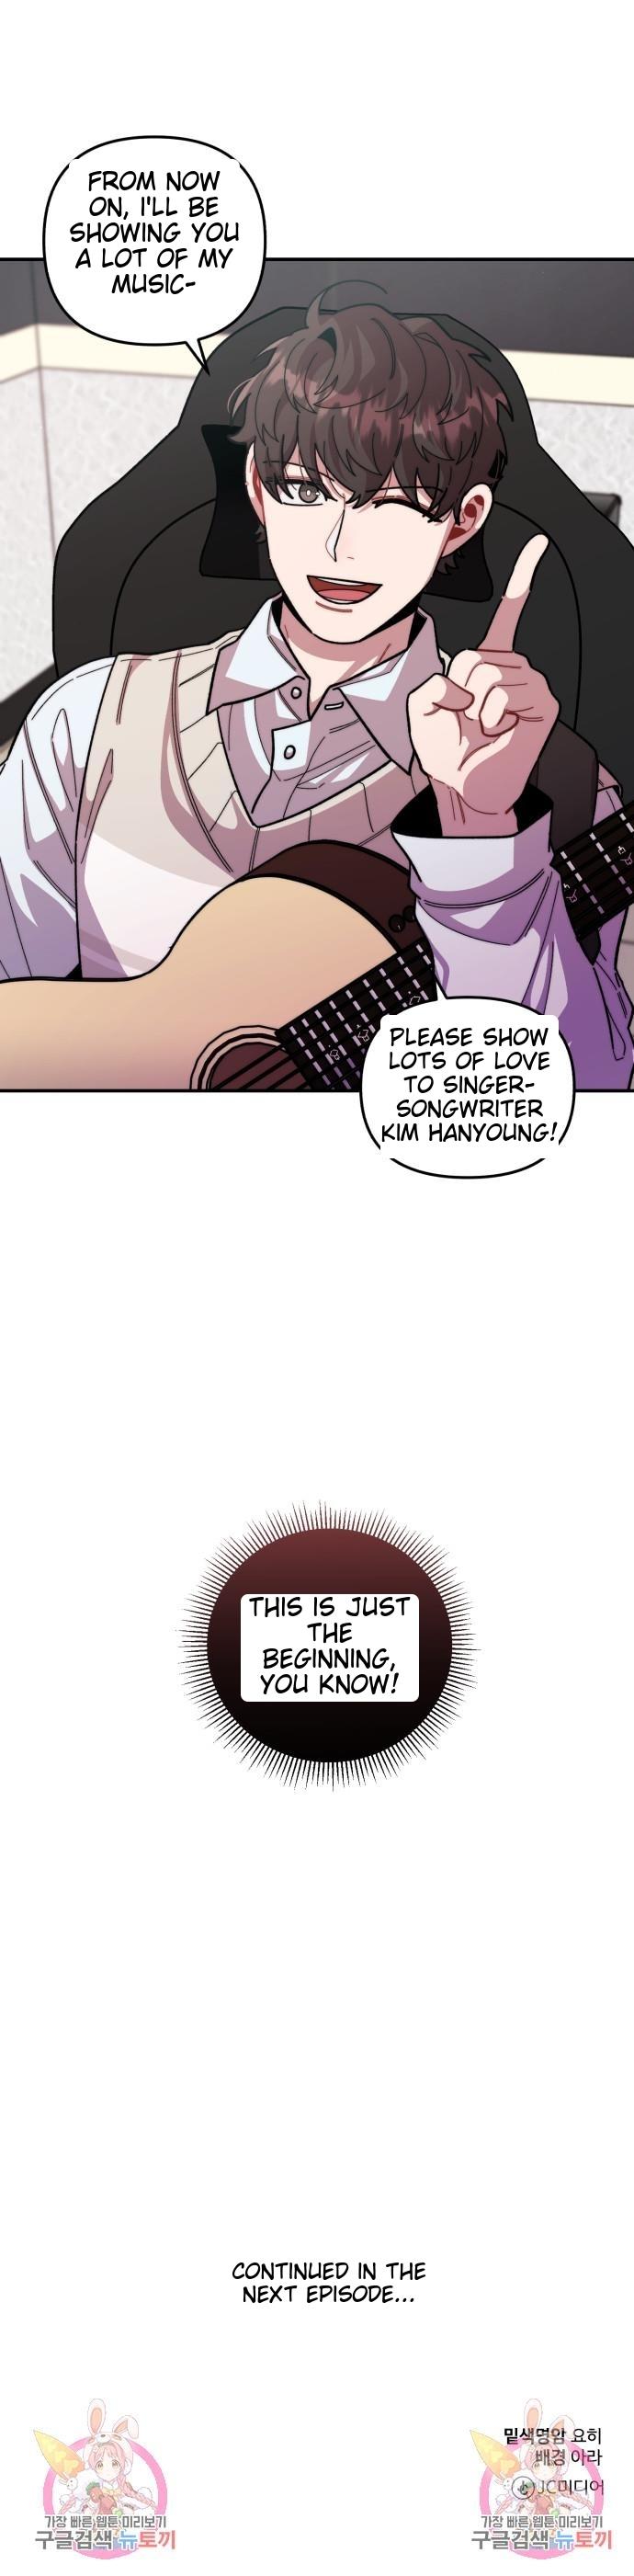 FROM NOW
ON, I'LL BE
SHOWING YOU
A LOT OF MY
MUSIC-
PLEASE SHOW
LOTS OF LOVE
TO SINGER-
SONGWRITER
KIM HANYOUNG!
THIS IS JUST
THE
BEGINNING,
YOU KNOW!
CONTINUED IN THE
NEXT EPISODE...
밑색명암 요히
배경 아라
JC미디어
가장 빠른 웹툰 미리보기
구글검색 뉴토끼
가장 빠른 웹툰 미리보기
구글검색 뉴토끼